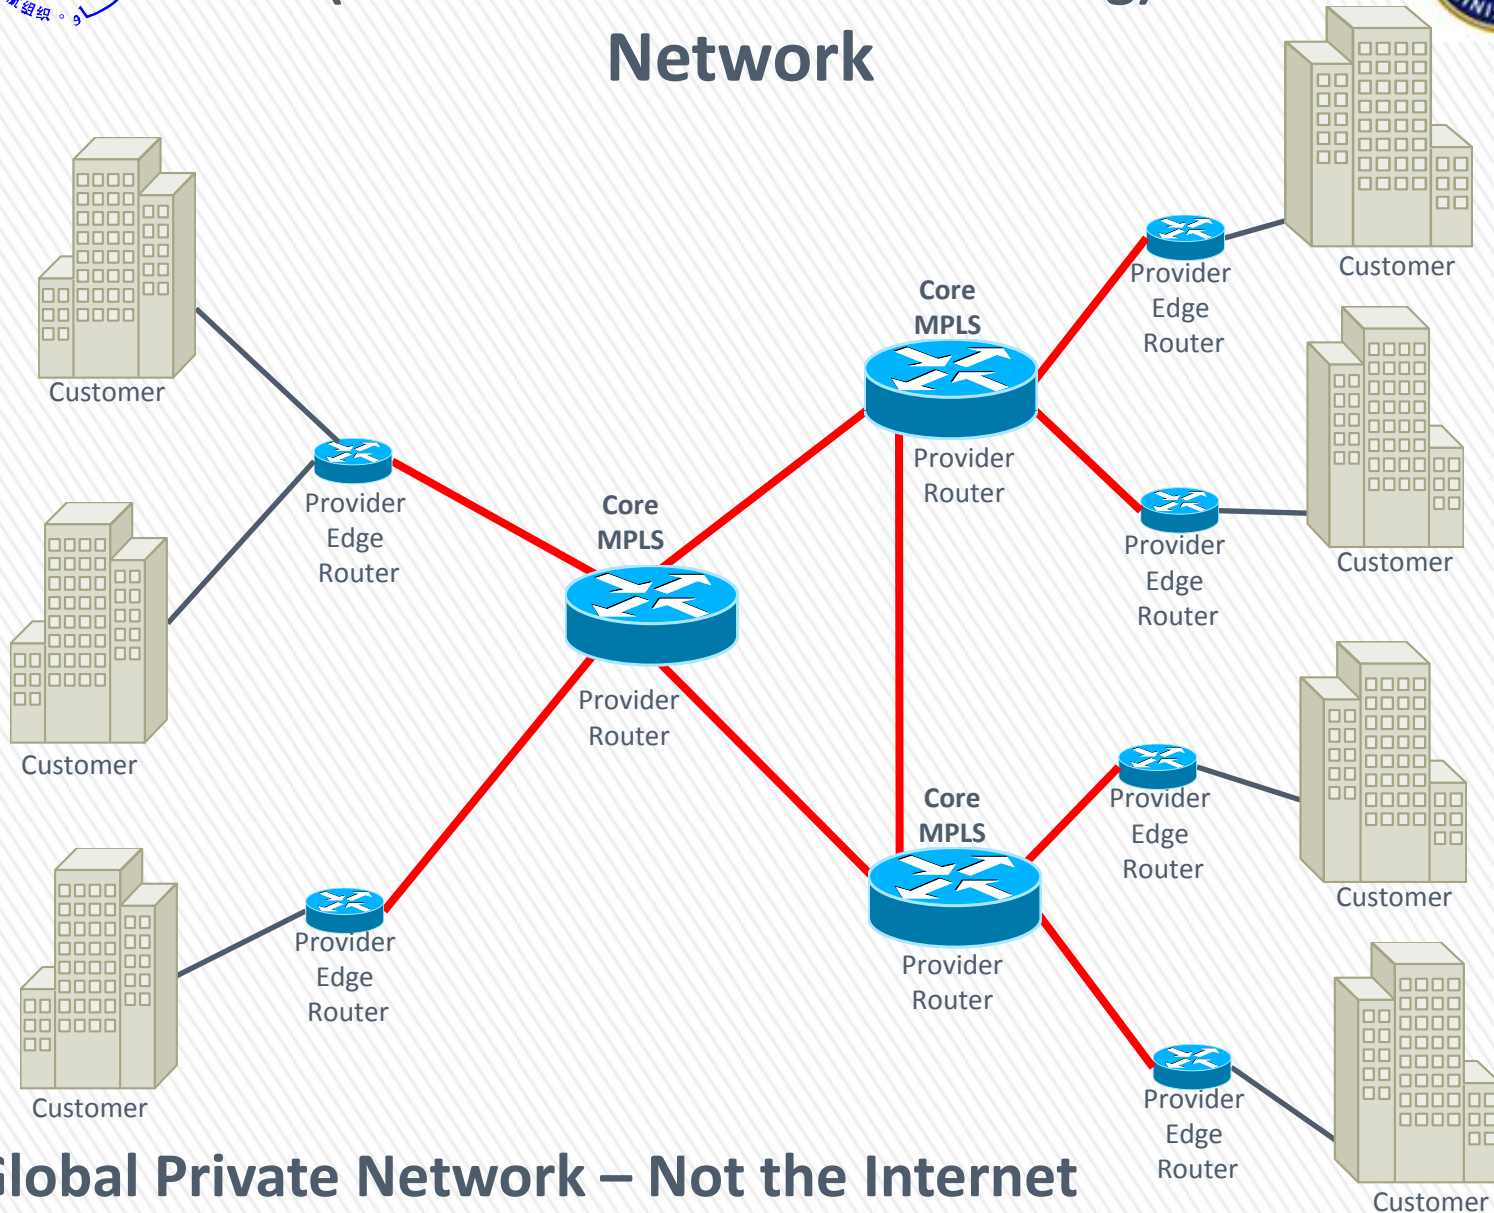 Network
Customer
Customer
Customer
Provider
Edge
Router
Provider
Edge
Router
Core
MPLS
Provider
Router
Core
MPLS
Provider
Router
Core
MPLS
Provider
Router
Provider
Edge
Router
Customer
Provider
Edge
Router
Customer
Provider
Edge
Router
Customer
Provider
Edge
Router
Customer
Global Private Network – Not the Internet
组织